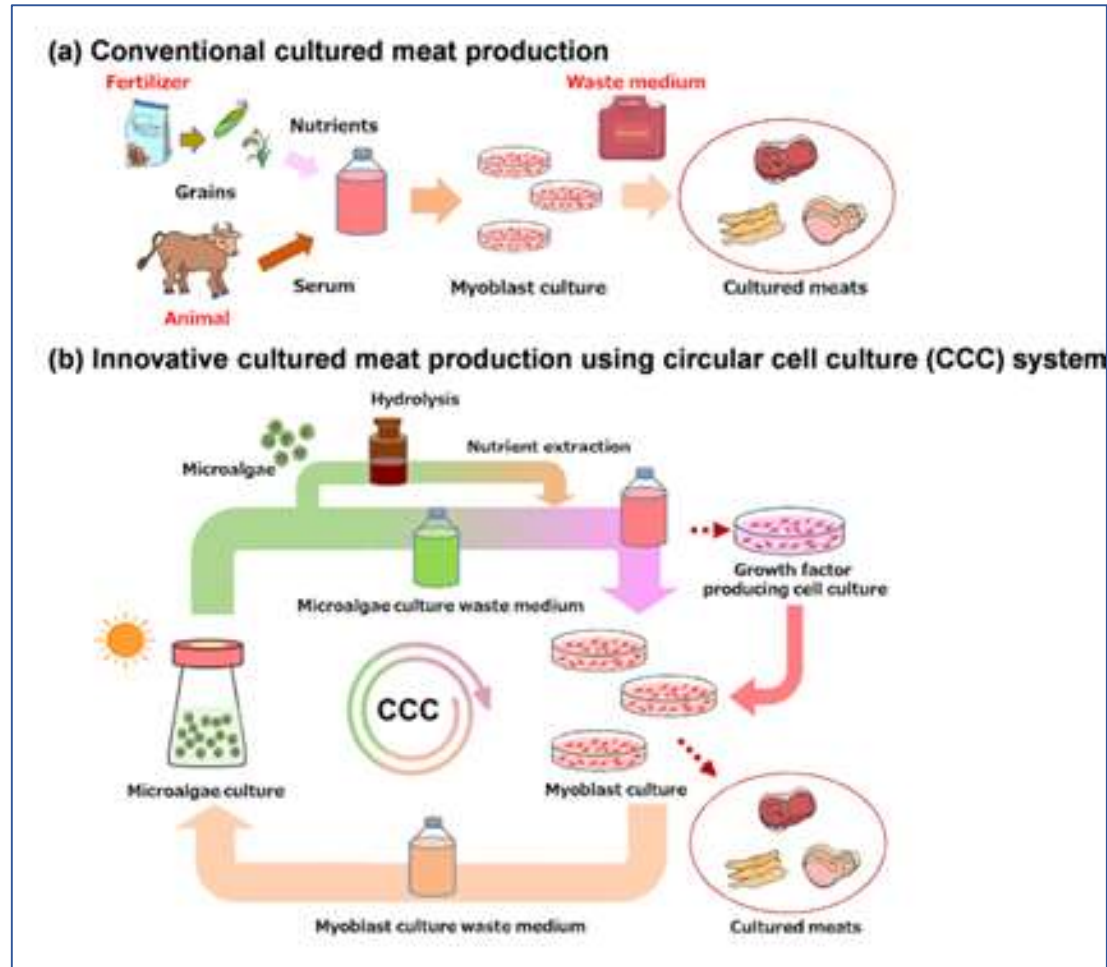 (a) Conventional cultured meat production
Fertilizer
Waste medium
Nutrients
Grains
Serum
Myoblast culture
Cultured meats
Animal
(b) Innovative cultured meat production using circular cell culture (CCC) system
Hydrolysis
Nutrient extraction
Microalgae
Growth factor
producing cell culture
Microalgae culture waste medium
CCC
Microalgae culture
Myoblast culture
Myoblast culture waste medium
Cultured meats